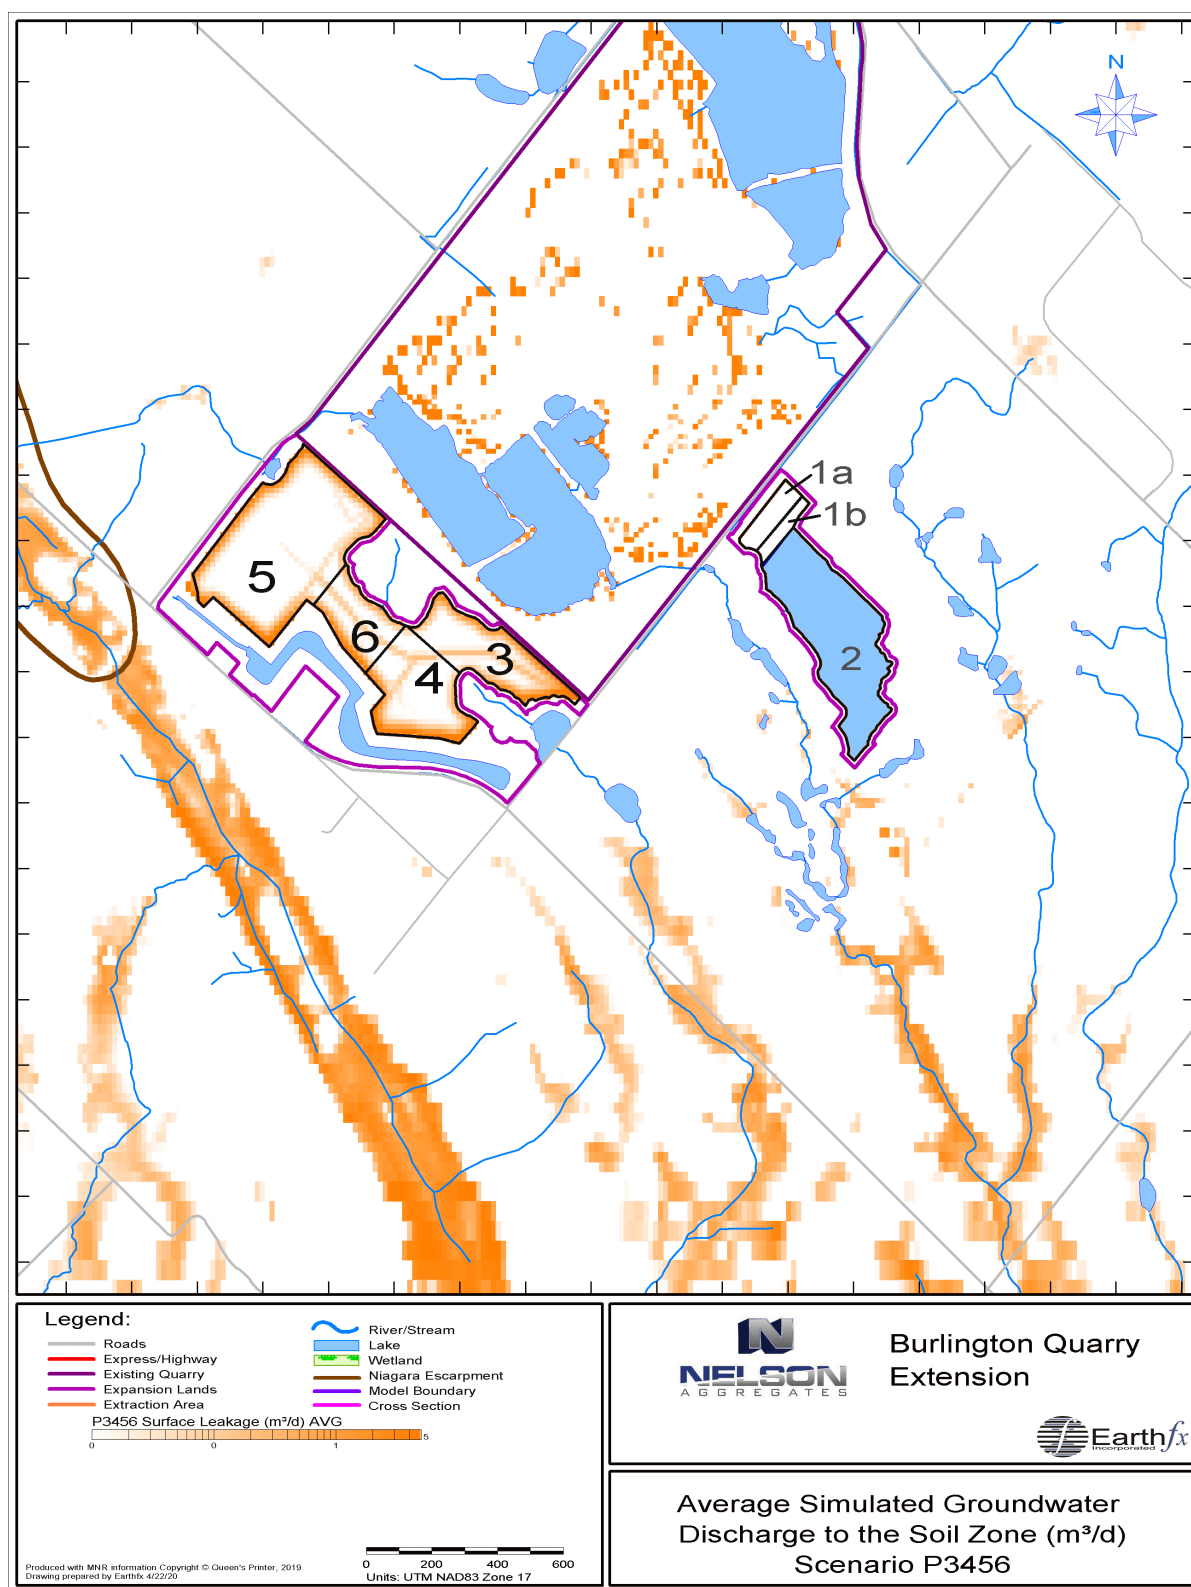 N
1a
1b
5
6
3
4
2
Legend:
Roads
Express/Highway
Existing Quarry
Expansion Lands
Extraction Area
River/Stream
Lake
Wetland
Niagara Escarpment
Model Boundary
Cross Section
P3456 Surface Leakage (m³/d) AVG
0 0 1 5
0 200 400 600
Units: UTM NAD83 Zone 17
Produced with MNR information Copyright © Queen's Printer, 2019.
Drawing prepared by Earthfx 4/22/20
N
NELSON
AGGREGATES
Burlington Quarry
Extension
Earthfx
Incorporated
Average Simulated Groundwater
Discharge to the Soil Zone (m³/d)
Scenario P3456